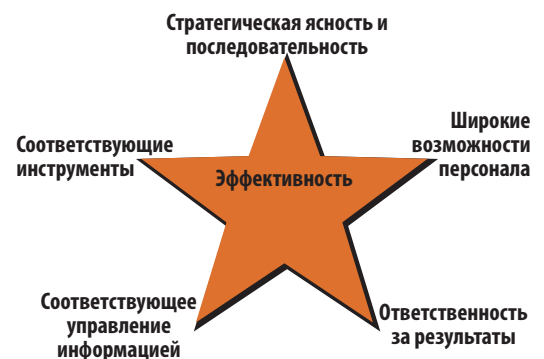 Стратегическая ясность и
последовательность
Соответствующие
инструменты
Широкие
возможности
персонала
Эффективность
Соответствующее
управление
информацией
Ответственность
за результаты